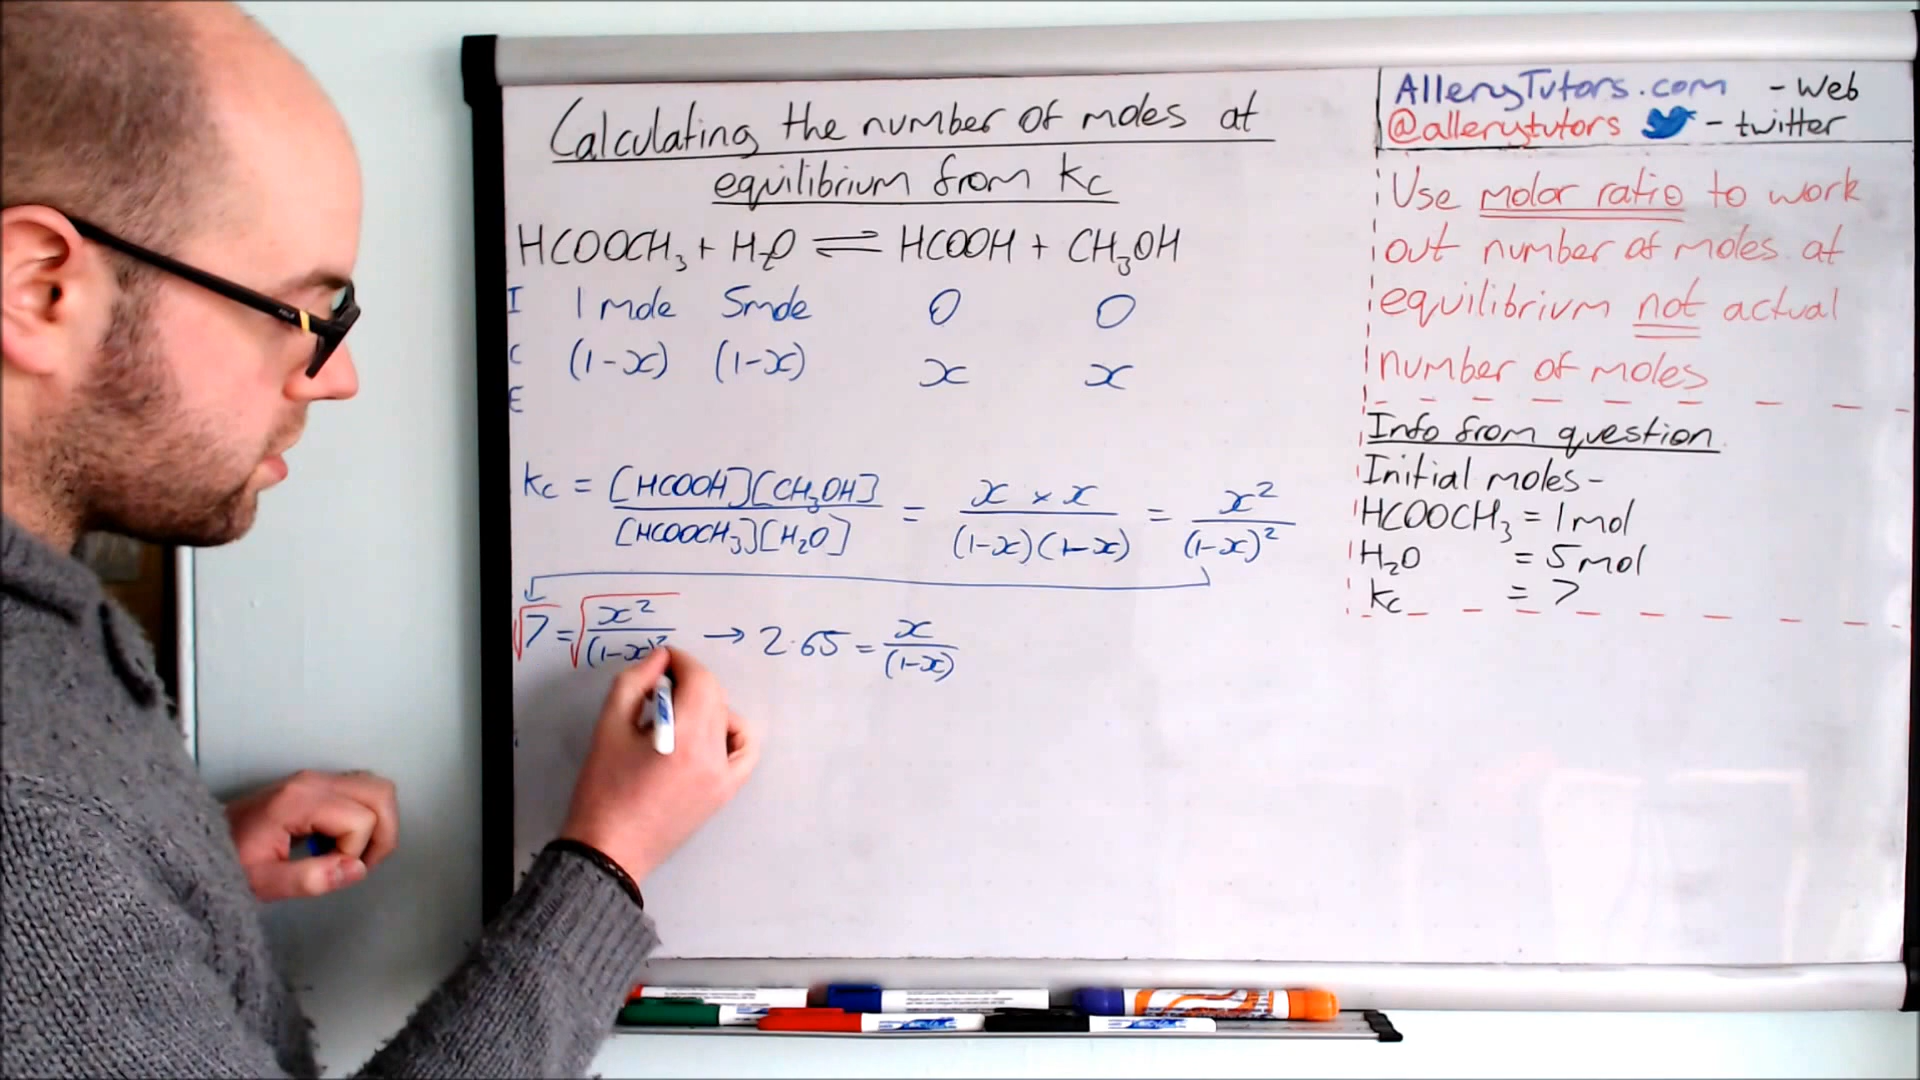 Calculating the number of moles at
equilibrium from Kc
HCOOCH₃ + H₂O ⇌ HCOOH + CH₃OH
I 1 mole 5mole 0 0
C (1-x) (1-x) x x
E
Kc = [HCOOH][CH₃OH] / [HCOOCH₃][H₂O] = x × x / (1-x)(1-x) = x² / (1-x)²
√7 = √x² / (1-x)² → 2.65 = x / (1-x)
AlleryTutors.com - Web
@allerytutors - twitter
Use molar ratio to work
out number of moles at
equilibrium not actual
number of moles
Info from question
Initial moles -
HCOOCH₃ = 1mol
H₂O = 5mol
Kc = 7